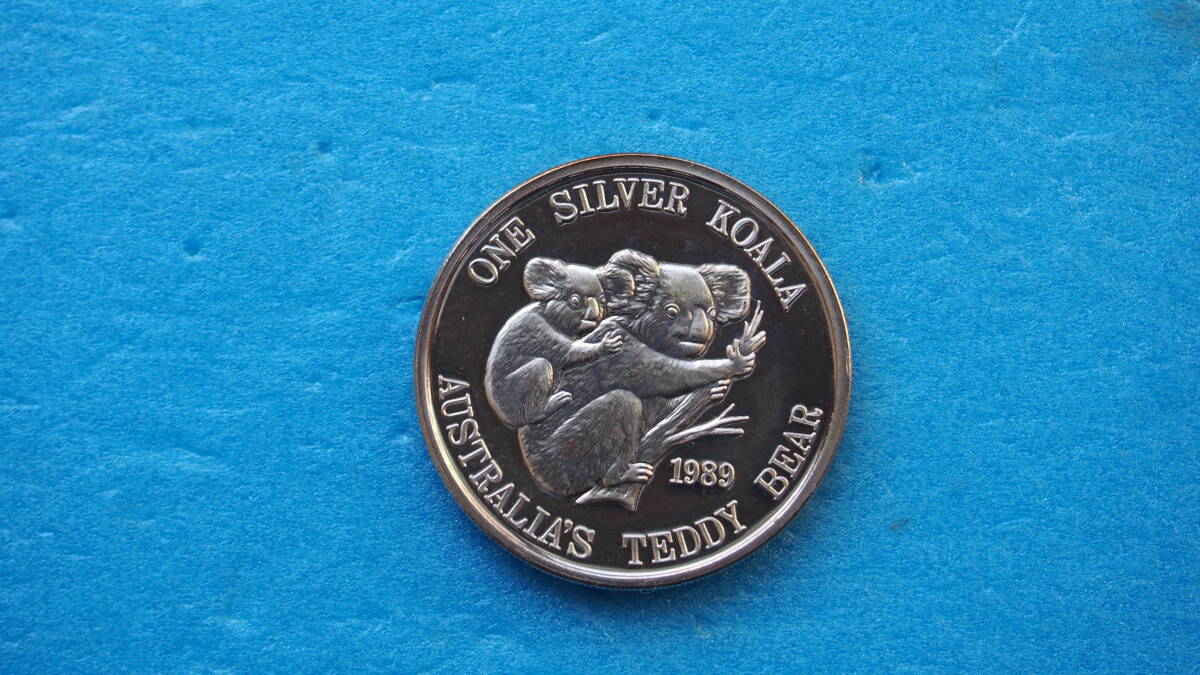 ONE SILVER KOALA
1989
AUSTRALIA'S TEDDY BEAR